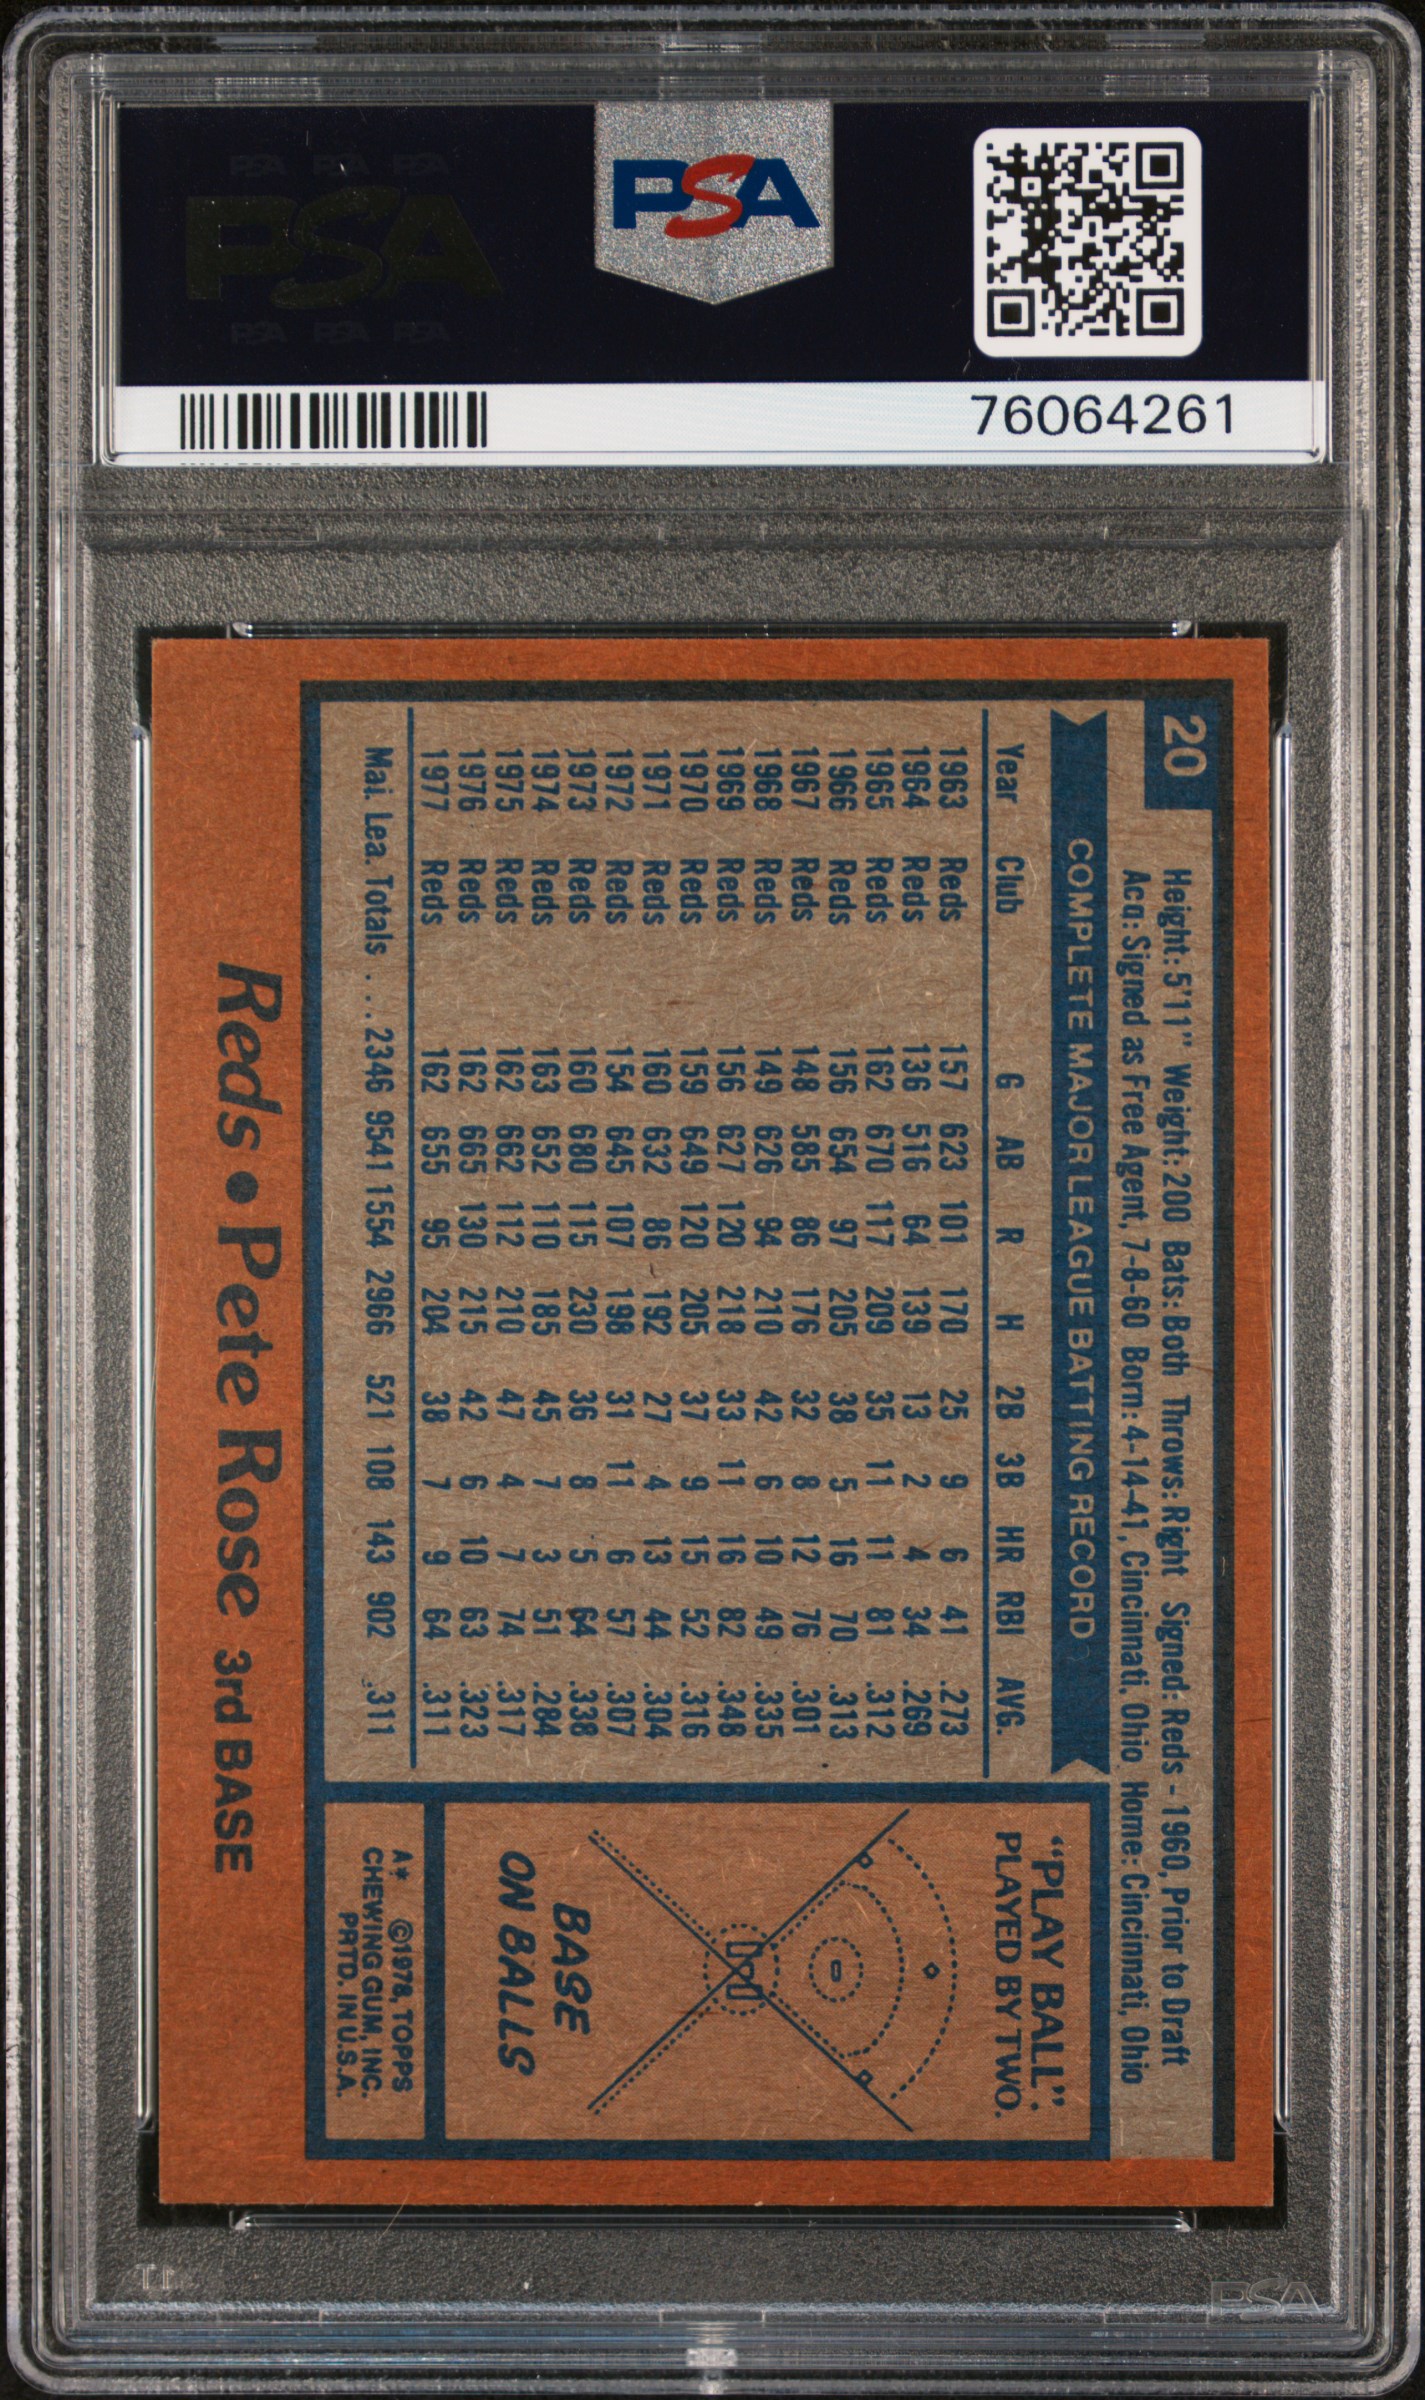 PSA PSA PSA
PSA
PSA PSA PSA
PSA
76064261
20
Height: 5'11" Weight: 200 Bats: Both Throws: Right Signed: Reds - 1960, Prior to Draft
Acq: Signed as Free Agent, 7-8-60 Born: 4-14-41, Cincinnati, Ohio Home: Cincinnati, Ohio
COMPLETE MAJOR LEAGUE BATTING RECORD
Year Club G AB R H 2B 3B HR RBI AVG.
1963 Reds 157 623 101 170 25 9 6 41 .273
1964 Reds 136 516 64 139 13 2 4 34 .269
1965 Reds 162 670 117 209 35 11 11 81 .312
1966 Reds 156 654 97 205 38 5 16 70 .313
1967 Reds 148 585 86 176 32 8 12 76 .301
1968 Reds 149 626 94 210 42 6 10 49 .335
1969 Reds 156 627 120 218 33 11 16 82 .348
1970 Reds 159 649 120 205 37 9 15 52 .316
1971 Reds 160 632 86 192 27 4 13 44 .304
1972 Reds 154 645 107 198 31 11 6 57 .307
1973 Reds 160 680 115 230 36 8 5 64 .338
1974 Reds 163 652 110 185 45 7 3 51 .284
1975 Reds 162 662 112 210 47 4 7 74 .317
1976 Reds 162 665 130 215 42 6 10 63 .323
1977 Reds 162 655 95 204 38 7 9 64 .311
Maj. Lea. Totals . . . 2346 9541 1554 2966 521 108 143 902 .311
"PLAY BALL":
PLAYED BY TWO.
BASE
ON BALLS
A* ©1978, TOPPS
CHEWING GUM, INC.
PRTD. IN U.S.A.
Reds • Pete Rose 3rd BASE
PSA